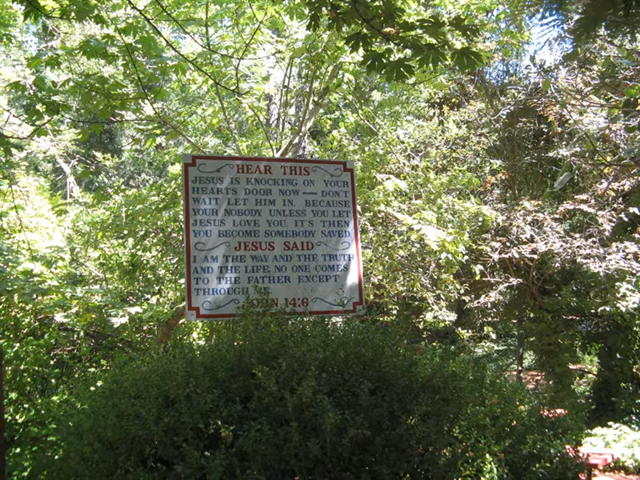 HEAR THIS
JESUS IS KNOCKING ON YOUR
HEARTS DOOR NOW — DON'T
WAIT LET HIM IN. BECAUSE
YOUR NOBODY UNLESS YOU LET
JESUS LOVE YOU. IT'S THEN
YOU BECOME SOMEBODY SAVED.
JESUS SAID
I AM THE WAY AND THE TRUTH
AND THE LIFE. NO ONE COMES
TO THE FATHER EXCEPT
THROUGH
14:6